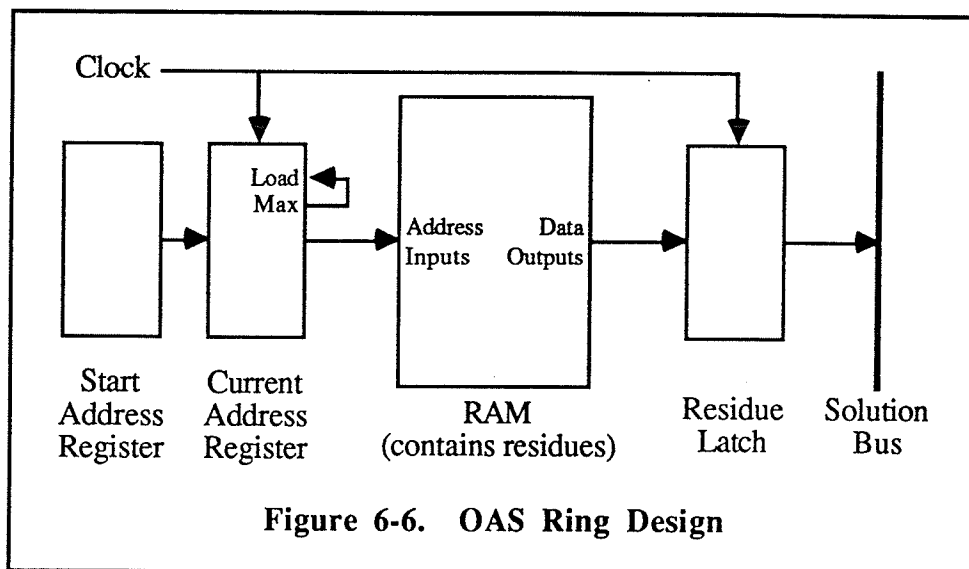 Clock
Load
Max
Address
Inputs
Data
Outputs
Start
Address
Register
Current
Address
Register
RAM
(contains residues)
Residue
Latch
Solution
Bus
Figure 6-6. OAS Ring Design